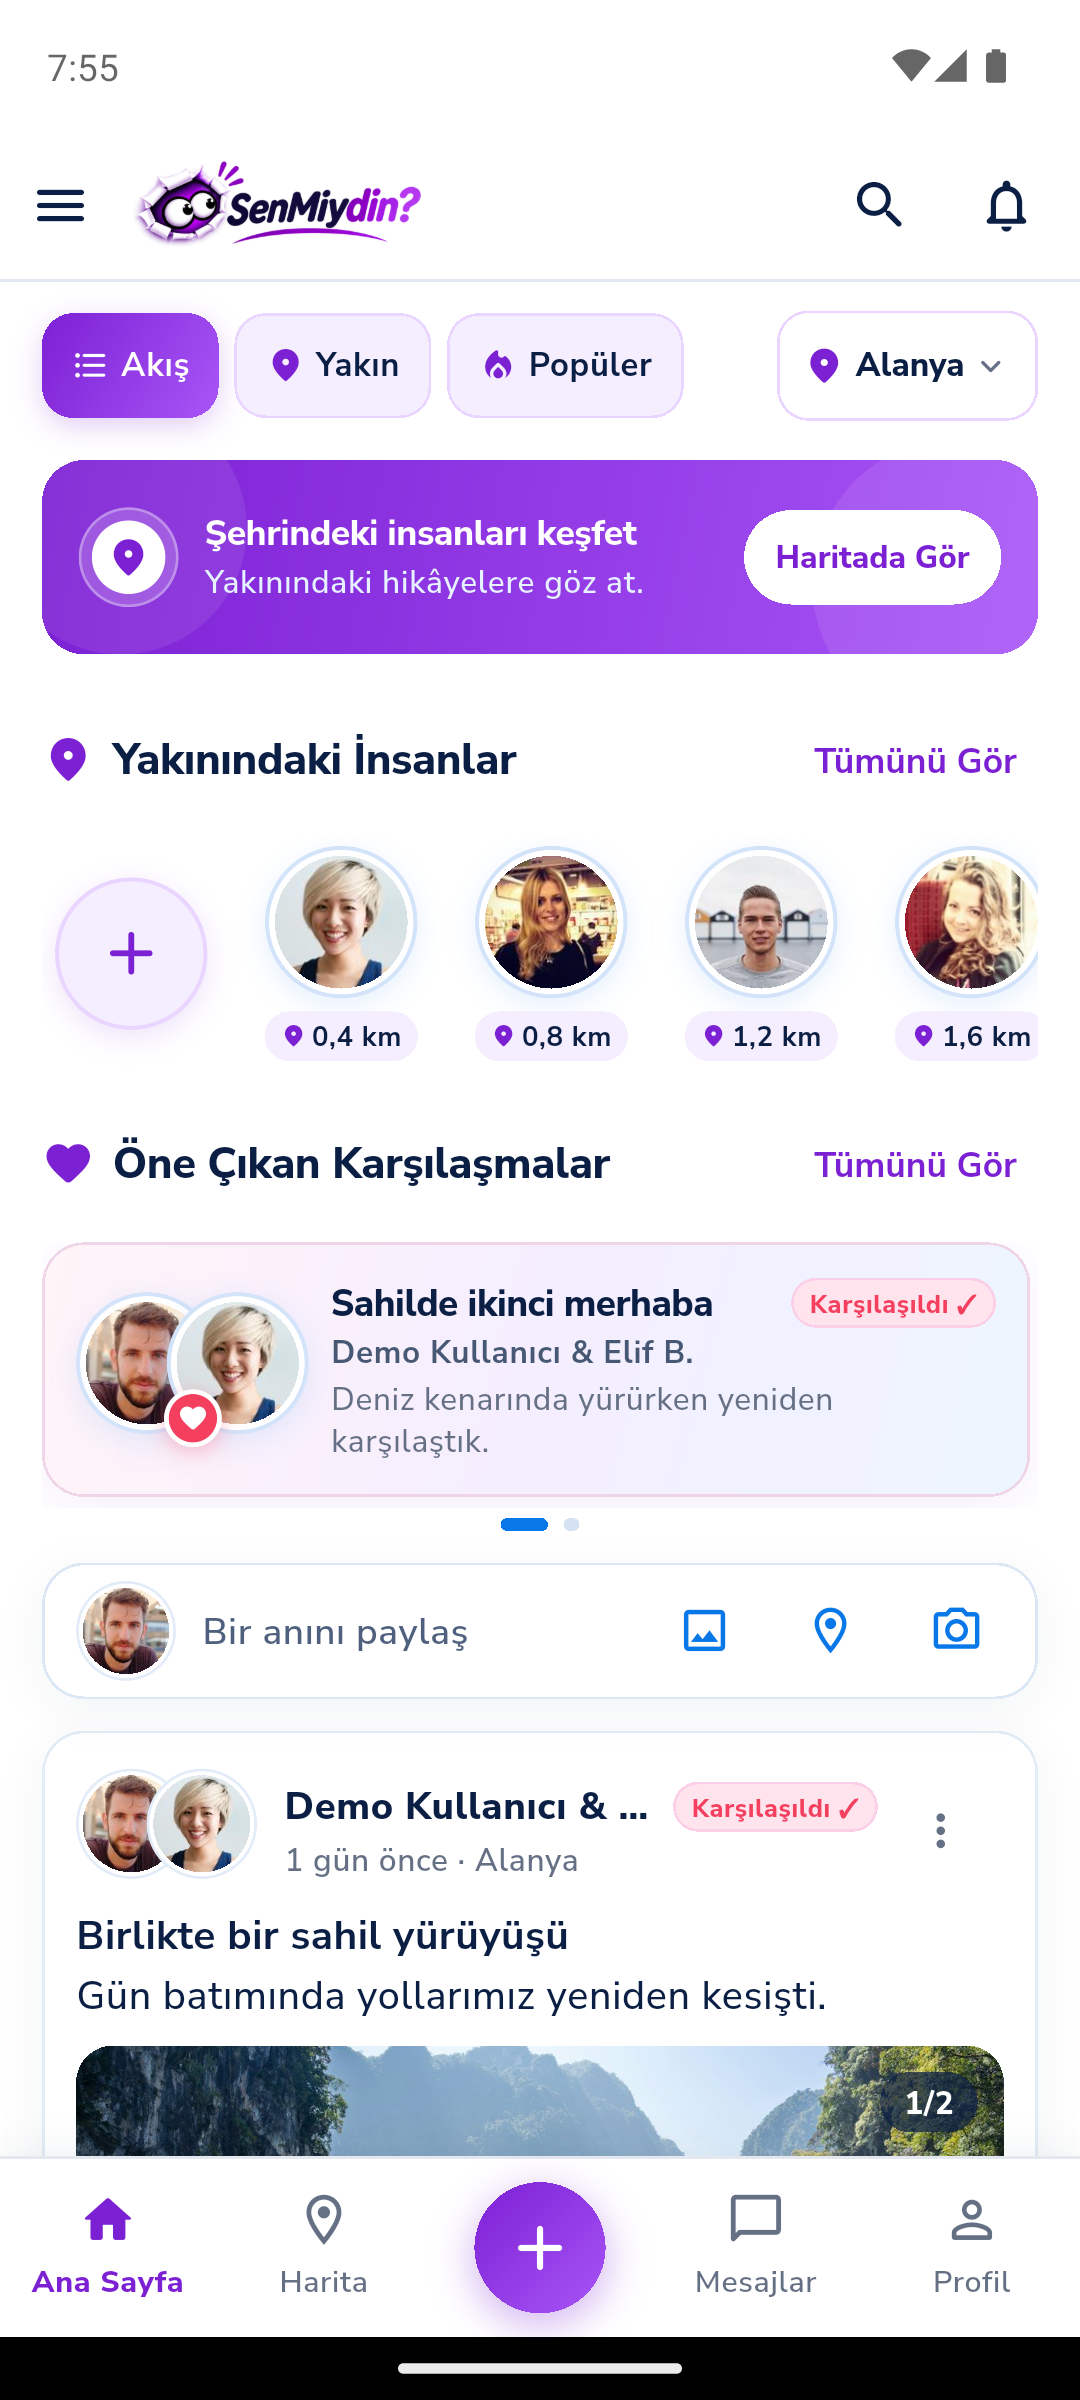 7:55
SenMiydin?
Akış
Yakın
Popüler
Alanya
Şehrindeki insanları keşfet
Yakınındaki hikâyelere göz at.
Haritada Gör
Yakınındaki İnsanlar
Tümünü Gör
0,4 km
0,8 km
1,2 km
1,6 km
Öne Çıkan Karşılaşmalar
Tümünü Gör
Sahilde ikinci merhaba
Karşılaşıldı ✓
Demo Kullanıcı & Elif B.
Deniz kenarında yürürken yeniden
karşılaştık.
Bir anını paylaş
Demo Kullanıcı & ...
Karşılaşıldı ✓
1 gün önce · Alanya
Birlikte bir sahil yürüyüşü
Gün batımında yollarımız yeniden kesişti.
1/2
Ana Sayfa
Harita
Mesajlar
Profil